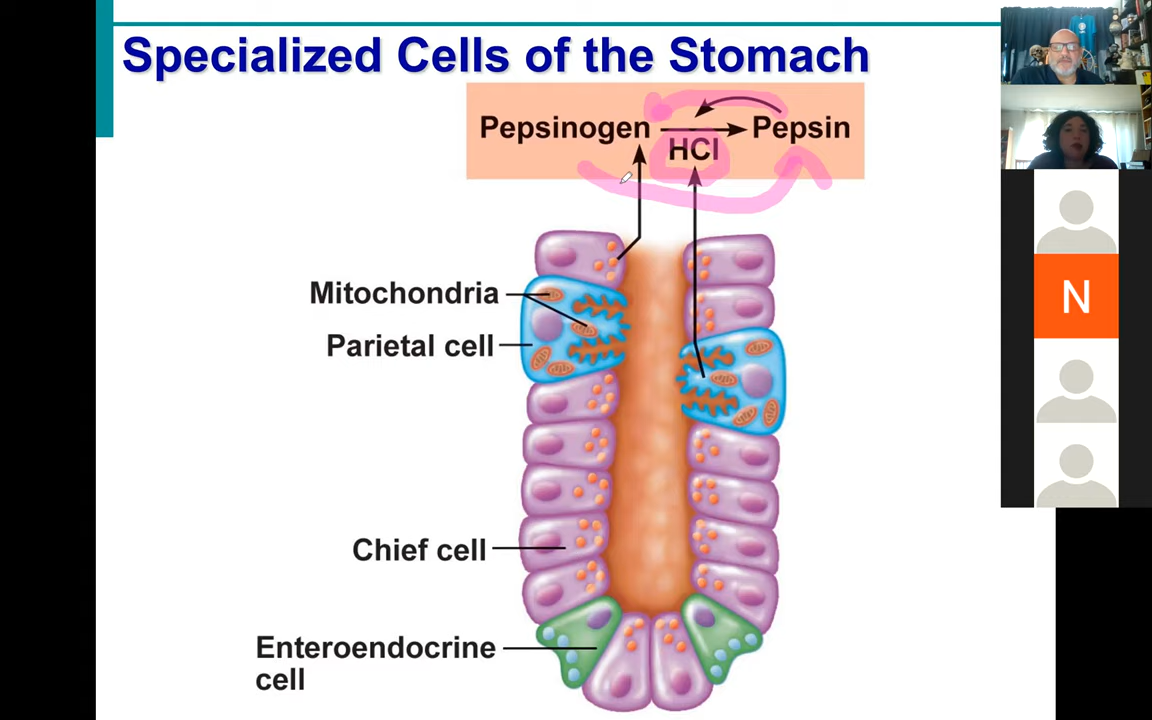 Specialized Cells of the Stomach
Pepsinogen
Pepsin
HCl
Mitochondria
Parietal cell
N
Chief cell
Enteroendocrine
cell